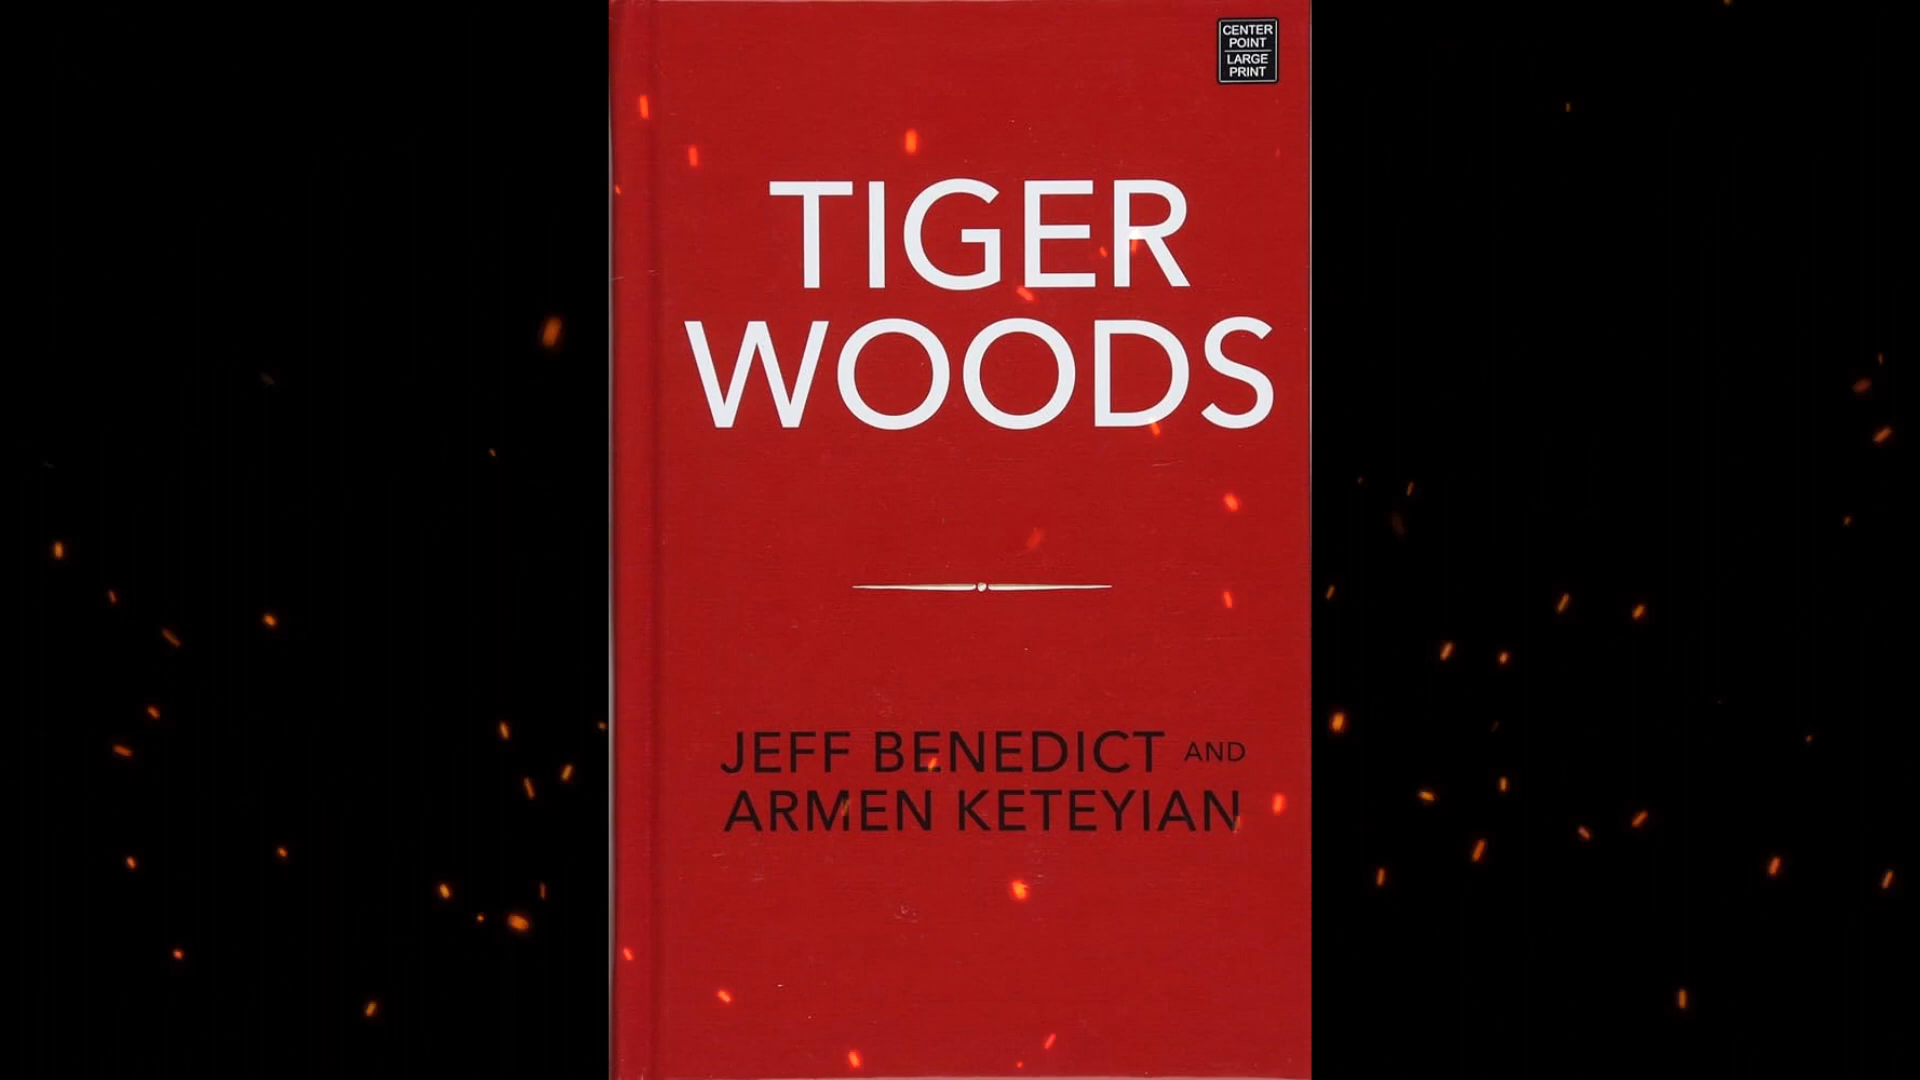 CENTER
POINT
LARGE
PRINT
TIGER
WOODS
JEFF BENEDICT AND
ARMEN KETEYIAN